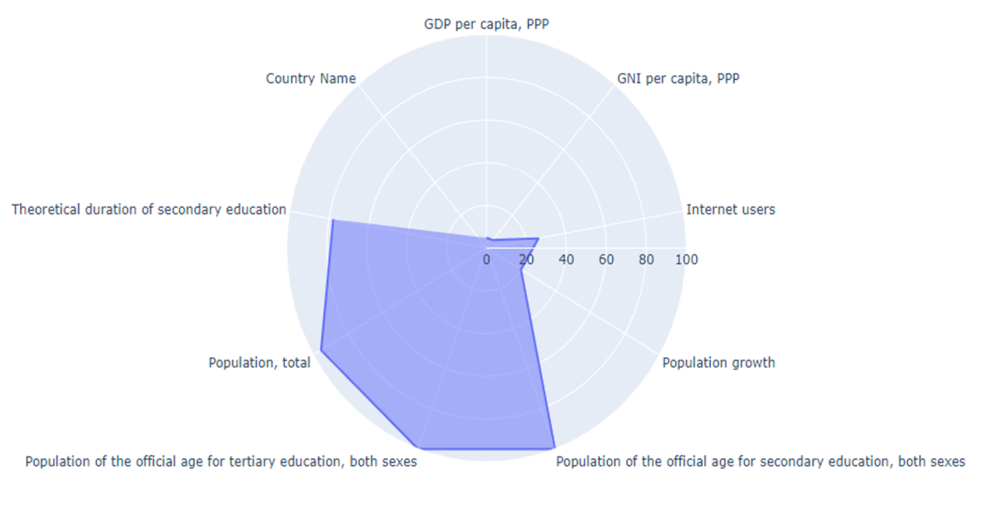 GDP per capita, PPP
Country Name
GNI per capita, PPP
Theoretical duration of secondary education
Internet users
0 20 40 60 80 100
Population, total
Population growth
Population of the official age for tertiary education, both sexes
Population of the official age for secondary education, both sexes